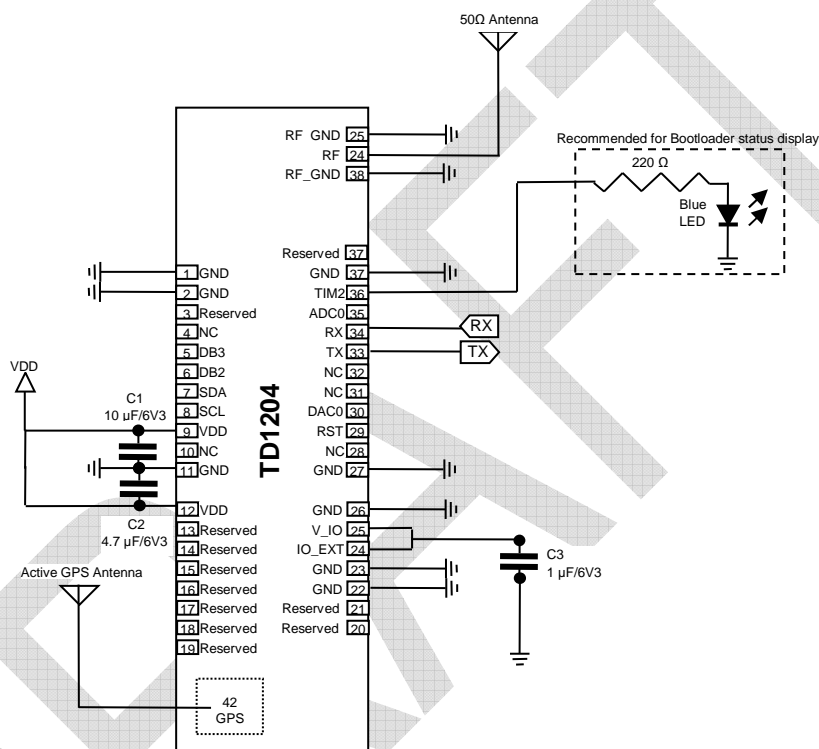 50Ω Antenna
RF GND 25
RF 24
RF_GND 38
Recommended for Bootloader status display
220 Ω
Blue
LED
Reserved 37
GND 37
TIM2 36
ADC0 35
RX 34
RX
TX 33
TX
NC 32
NC 31
DAC0 30
RST 29
NC 28
GND 27
GND 26
V_IO 25
IO_EXT 24
GND 23
GND 22
Reserved 21
Reserved 20
C3
1 µF/6V3
TD1204
1 GND
2 GND
3 Reserved
4 NC
5 DB3
6 DB2
7 SDA
8 SCL
9 VDD
10 NC
11 GND
12 VDD
13 Reserved
14 Reserved
15 Reserved
16 Reserved
17 Reserved
18 Reserved
19 Reserved
VDD
C1
10 µF/6V3
C2
4.7 µF/6V3
Active GPS Antenna
42
GPS